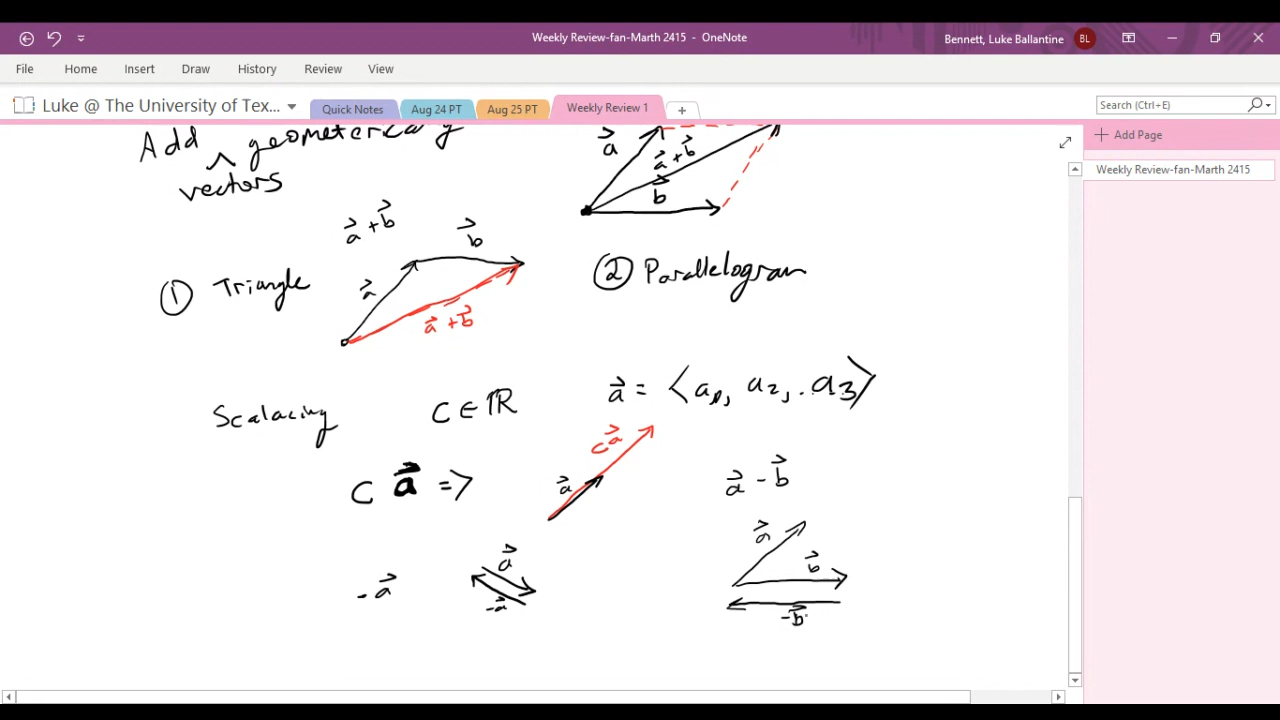 Weekly Review-fan-Marth 2415 - OneNote
Bennett, Luke Ballantine BL
File Home Insert Draw History Review View
Luke @ The University of Tex...
Quick Notes Aug 24 PT Aug 25 PT Weekly Review 1 +
Search (Ctrl+E)
Add Page
Weekly Review-fan-Marth 2415
Add geometerically
vectors
a⃗
a⃗ + b⃗
b⃗
a⃗ + b⃗
b⃗
① Triangle
a⃗
a⃗ + b⃗
② Parallelogram
Scalacing
C ∈ ℝ
a⃗ = ⟨a₁, a₂, a₃⟩
C a⃗ =>
a⃗
c a⃗
a⃗ - b⃗
- a⃗
a⃗
-a⃗
a⃗
b⃗
-b⃗